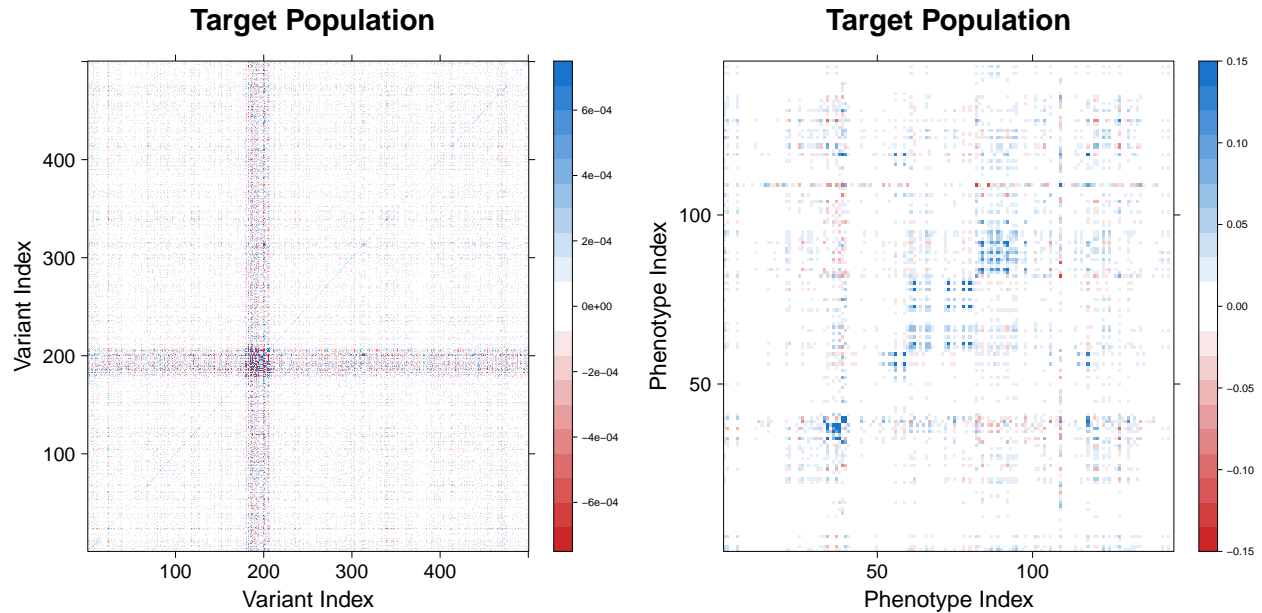 Target Population
Variant Index
400
300
200
100
100 200 300 400
Variant Index
6e−04
4e−04
2e−04
0e+00
−2e−04
−4e−04
−6e−04
Target Population
Phenotype Index
100
50
50 100
Phenotype Index
0.15
0.10
0.05
0.00
−0.05
−0.10
−0.15